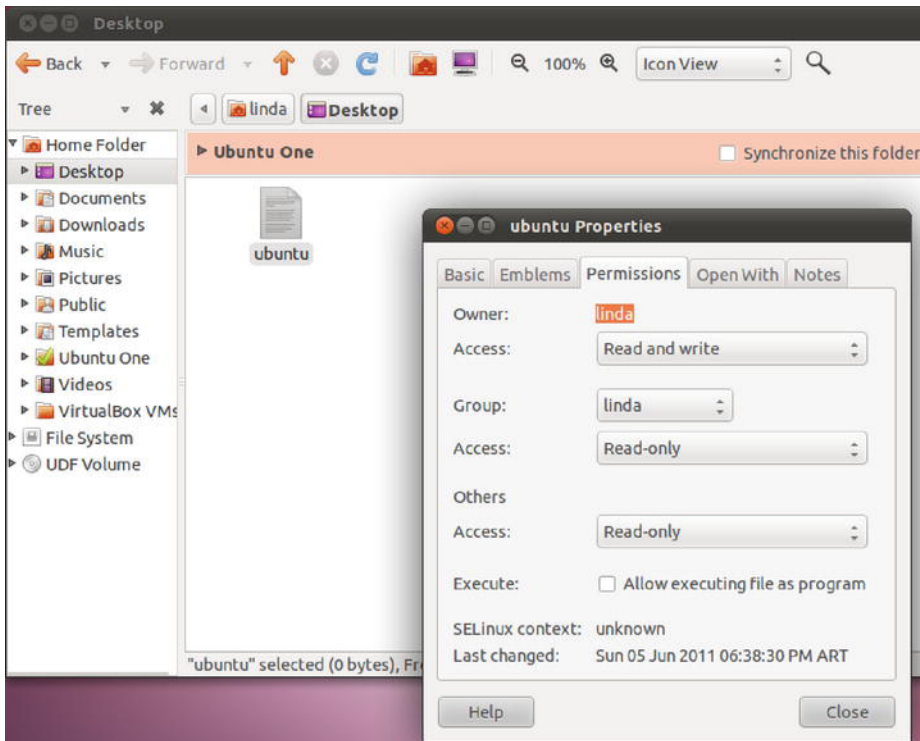 Desktop
Back Forward 100% Icon View
Tree linda Desktop
Home Folder
Desktop
Documents
Downloads
Music
Pictures
Public
Templates
Ubuntu One
Videos
VirtualBox VMs
File System
UDF Volume
Ubuntu One Synchronize this folder
ubuntu
"ubuntu" selected (0 bytes), Fr
ubuntu Properties
Basic Emblems Permissions Open With Notes
Owner: linda
Access: Read and write
Group: linda
Access: Read-only
Others
Access: Read-only
Execute: Allow executing file as program
SELinux context: unknown
Last changed: Sun 05 Jun 2011 06:38:30 PM ART
Help Close